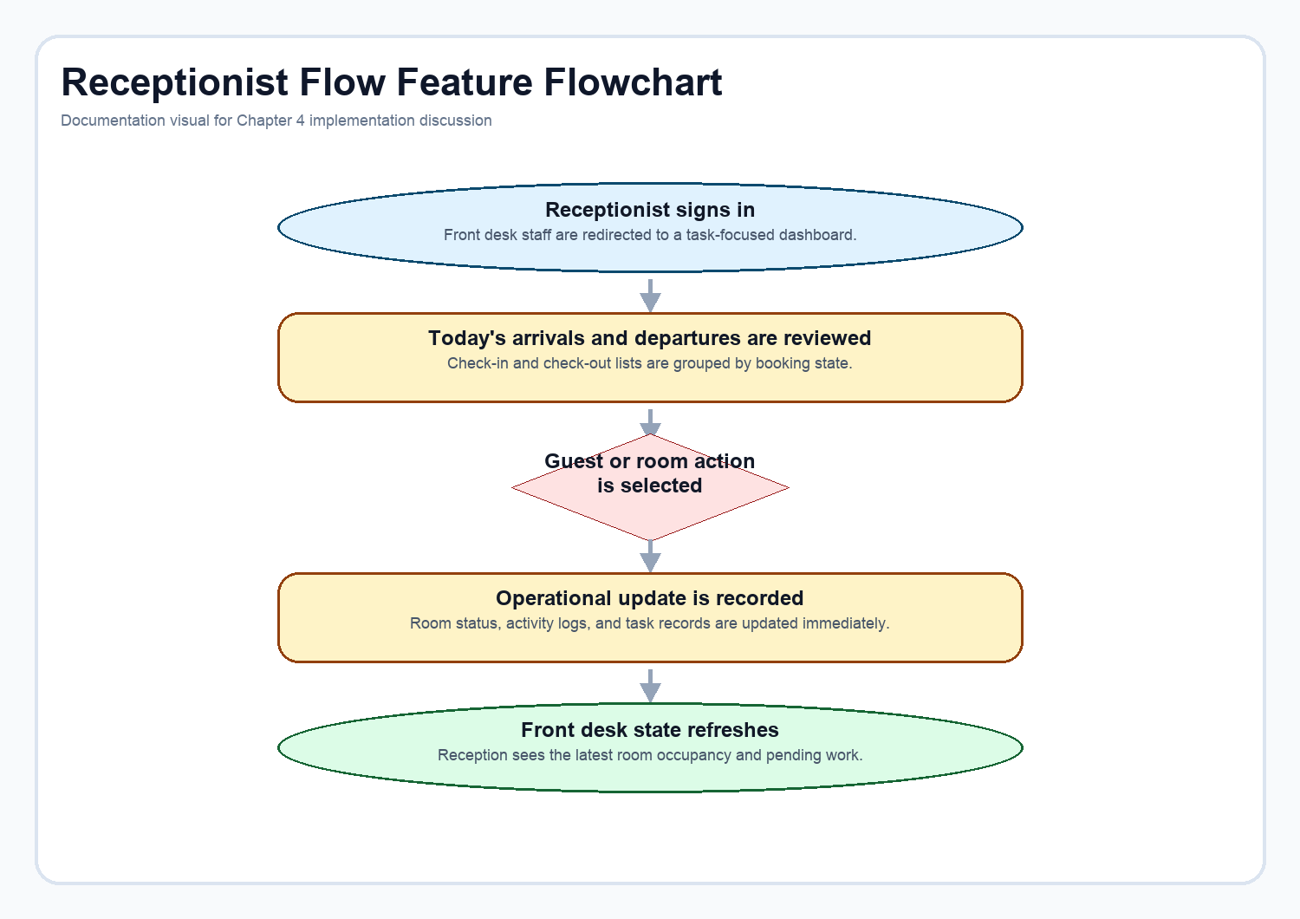 Receptionist Flow Feature Flowchart
Documentation visual for Chapter 4 implementation discussion
Receptionist signs in
Front desk staff are redirected to a task-focused dashboard.
Today's arrivals and departures are reviewed
Check-in and check-out lists are grouped by booking state.
Guest or room action
is selected
Operational update is recorded
Room status, activity logs, and task records are updated immediately.
Front desk state refreshes
Reception sees the latest room occupancy and pending work.